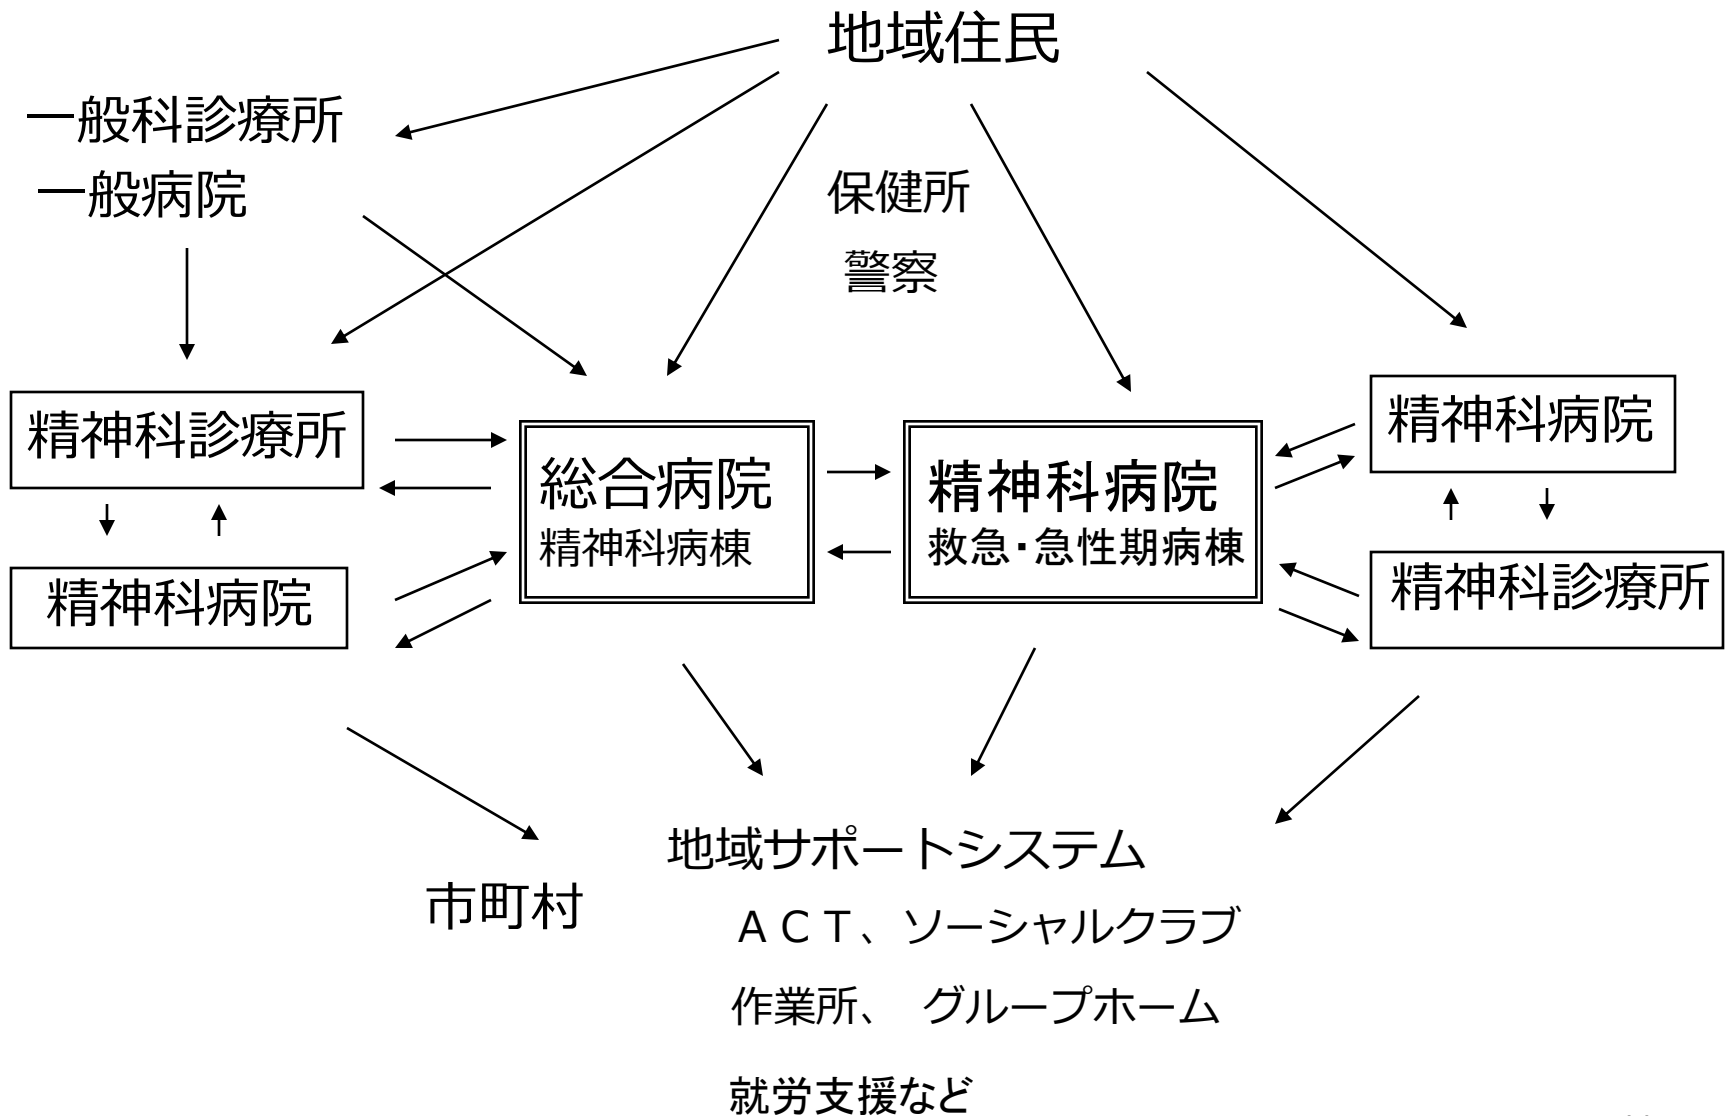 地域住民
一般科診療所
一般病院
保健所
警察
精神科診療所
精神科病院
総合病院
精神科病棟
精神科病院
救急・急性期病棟
精神科病院
精神科診療所
地域サポートシステム
市町村
ＡＣＴ、ソーシャルクラブ
作業所、　グループホーム
就労支援など